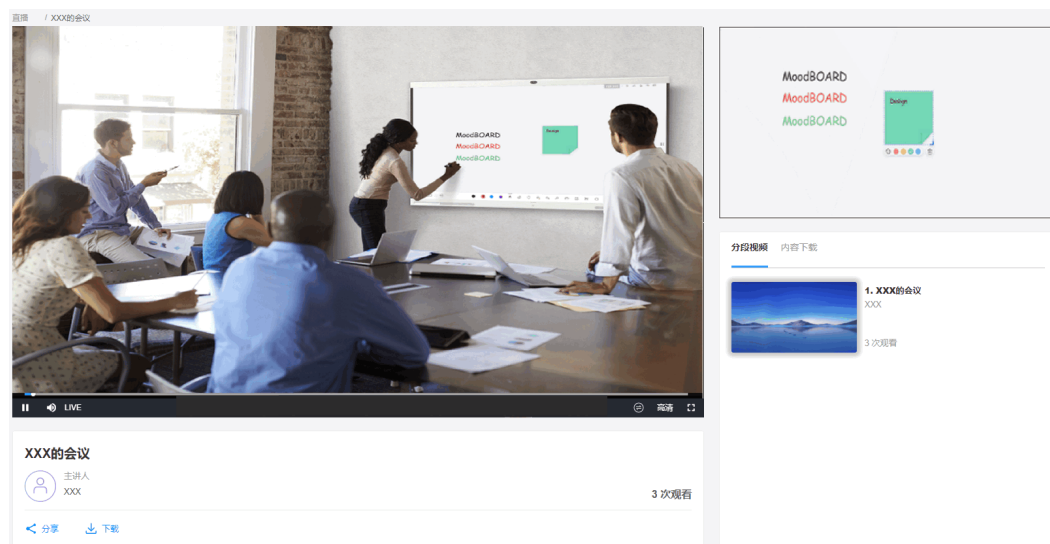 直播 / XXX的会议
MoodBOARD
MoodBOARD
MoodBOARD
Design
LIVE
高清
XXX的会议
主讲人
XXX
3 次观看
分享
下载
MoodBOARD
MoodBOARD
MoodBOARD
Design
分段视频
内容下载
1. XXX的会议
XXX
3 次观看